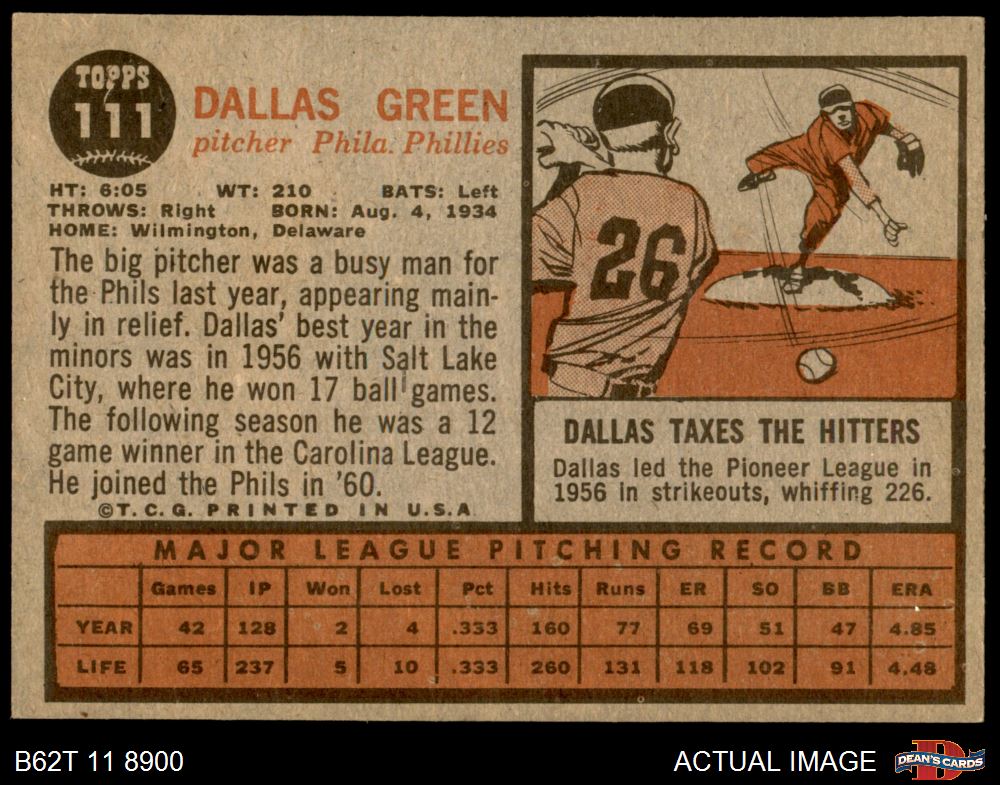 TOPPS
111
DALLAS GREEN
pitcher Phila. Phillies
HT: 6:05 WT: 210 BATS: Left
THROWS: Right BORN: Aug. 4, 1934
HOME: Wilmington, Delaware
The big pitcher was a busy man for
the Phils last year, appearing main-
ly in relief. Dallas' best year in the
minors was in 1956 with Salt Lake
City, where he won 17 ball games.
The following season he was a 12
game winner in the Carolina League.
He joined the Phils in '60.
©T.C.G. PRINTED IN U.S.A
26
DALLAS TAXES THE HITTERS
Dallas led the Pioneer League in
1956 in strikeouts, whiffing 226.
MAJOR LEAGUE PITCHING RECORD
Games IP Won Lost Pct Hits Runs ER SO BB ERA
YEAR 42 128 2 4 .333 160 77 69 51 47 4.85
LIFE 65 237 5 10 .333 260 131 118 102 91 4.48
B62T 11 8900
ACTUAL IMAGE
D
DEAN'S CARDS